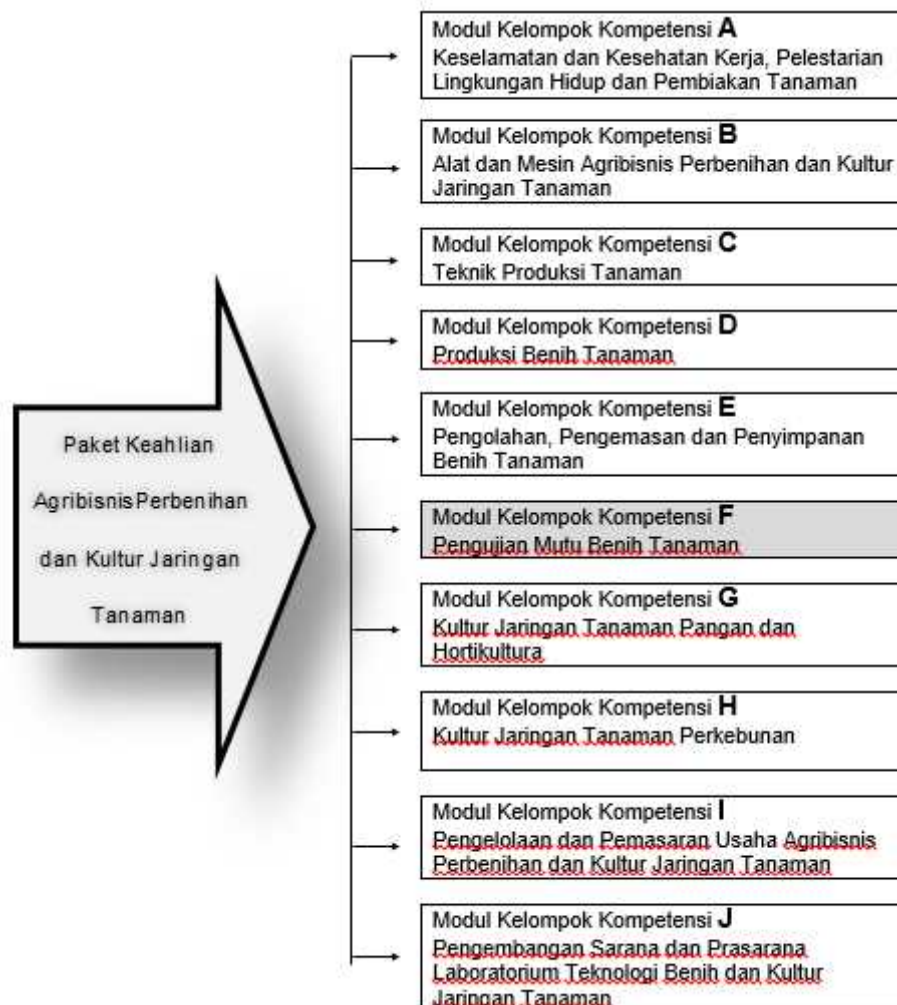 Paket Keahlian
Agribisnis Perbenihan
dan Kultur Jaringan
Tanaman
Modul Kelompok Kompetensi A
Keselamatan dan Kesehatan Kerja, Pelestarian
Lingkungan Hidup dan Pembiakan Tanaman
Modul Kelompok Kompetensi B
Alat dan Mesin Agribisnis Perbenihan dan Kultur
Jaringan Tanaman
Modul Kelompok Kompetensi C
Teknik Produksi Tanaman
Modul Kelompok Kompetensi D
Produksi Benih Tanaman
Modul Kelompok Kompetensi E
Pengolahan, Pengemasan dan Penyimpanan
Benih Tanaman
Modul Kelompok Kompetensi F
Pengujian Mutu Benih Tanaman
Modul Kelompok Kompetensi G
Kultur Jaringan Tanaman Pangan dan
Hortikultura
Modul Kelompok Kompetensi H
Kultur Jaringan Tanaman Perkebunan
Modul Kelompok Kompetensi I
Pengelolaan dan Pemasaran Usaha Agribisnis
Perbenihan dan Kultur Jaringan Tanaman
Modul Kelompok Kompetensi J
Pengembangan Sarana dan Prasarana
Laboratorium Teknologi Benih dan Kultur
Jaringan Tanaman